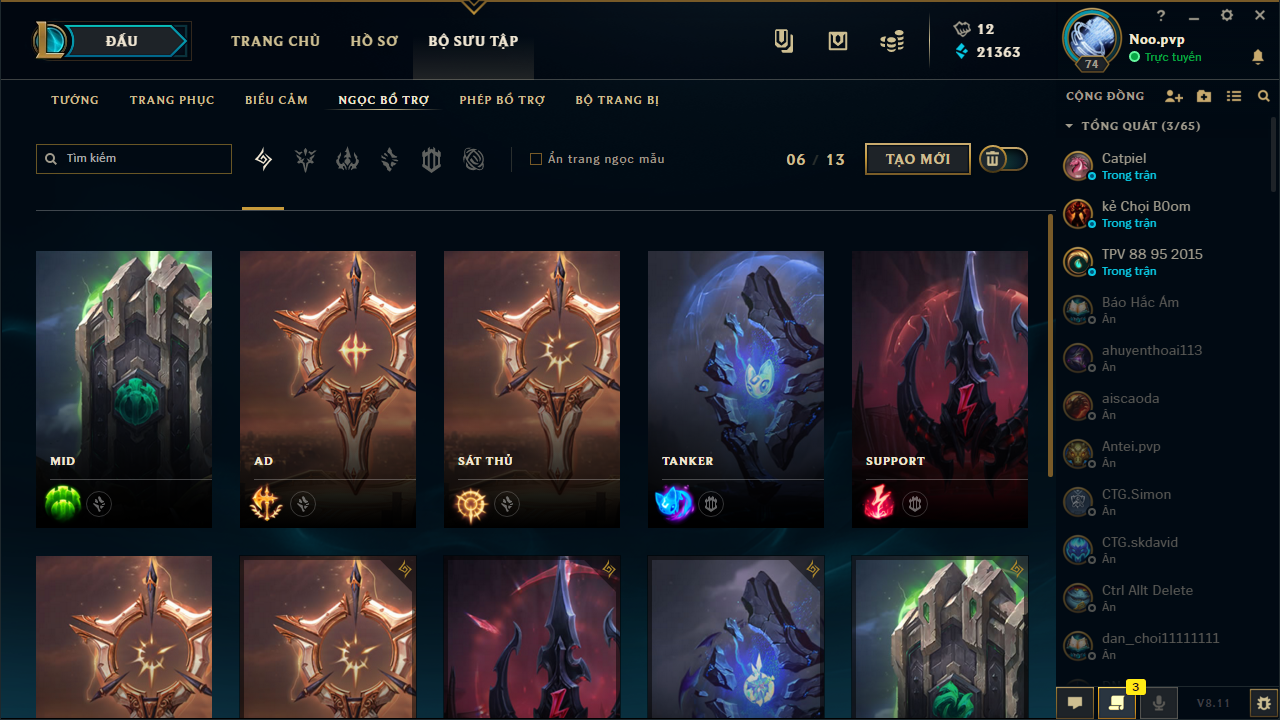 ĐẤU
TRANG CHỦ
HỒ SƠ
BỘ SƯU TẬP
12
21363
74
?
Noo.pvp
Trực tuyến
TƯỚNG
TRANG PHỤC
BIỂU CẢM
NGỌC BỔ TRỢ
PHÉP BỔ TRỢ
BỘ TRANG BỊ
Tìm kiếm
Ẩn trang ngọc mẫu
06 / 13
TẠO MỚI
MID
AD
SÁT THỦ
TANKER
SUPPORT
CỘNG ĐỒNG
TỔNG QUÁT (3/65)
Catpiel
Trong trận
kẻ Chọi B0om
Trong trận
TPV 88 95 2015
Trong trận
Báo Hắc Ám
Ẩn
ahuyenthoai113
Ẩn
aiscaoda
Ẩn
Antei.pvp
Ẩn
CTG.Simon
Ẩn
CTG.skdavid
Ẩn
Ctrl Allt Delete
Ẩn
dan_choi11111111
Ẩn
3
V8.11